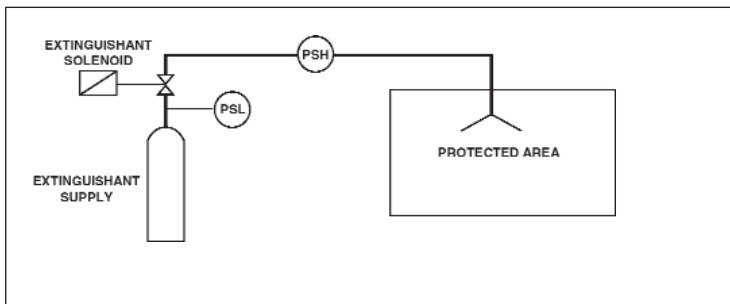 EXTINGUISHANT
SOLENOID
PSH
PSL
PROTECTED AREA
EXTINGUISHANT
SUPPLY